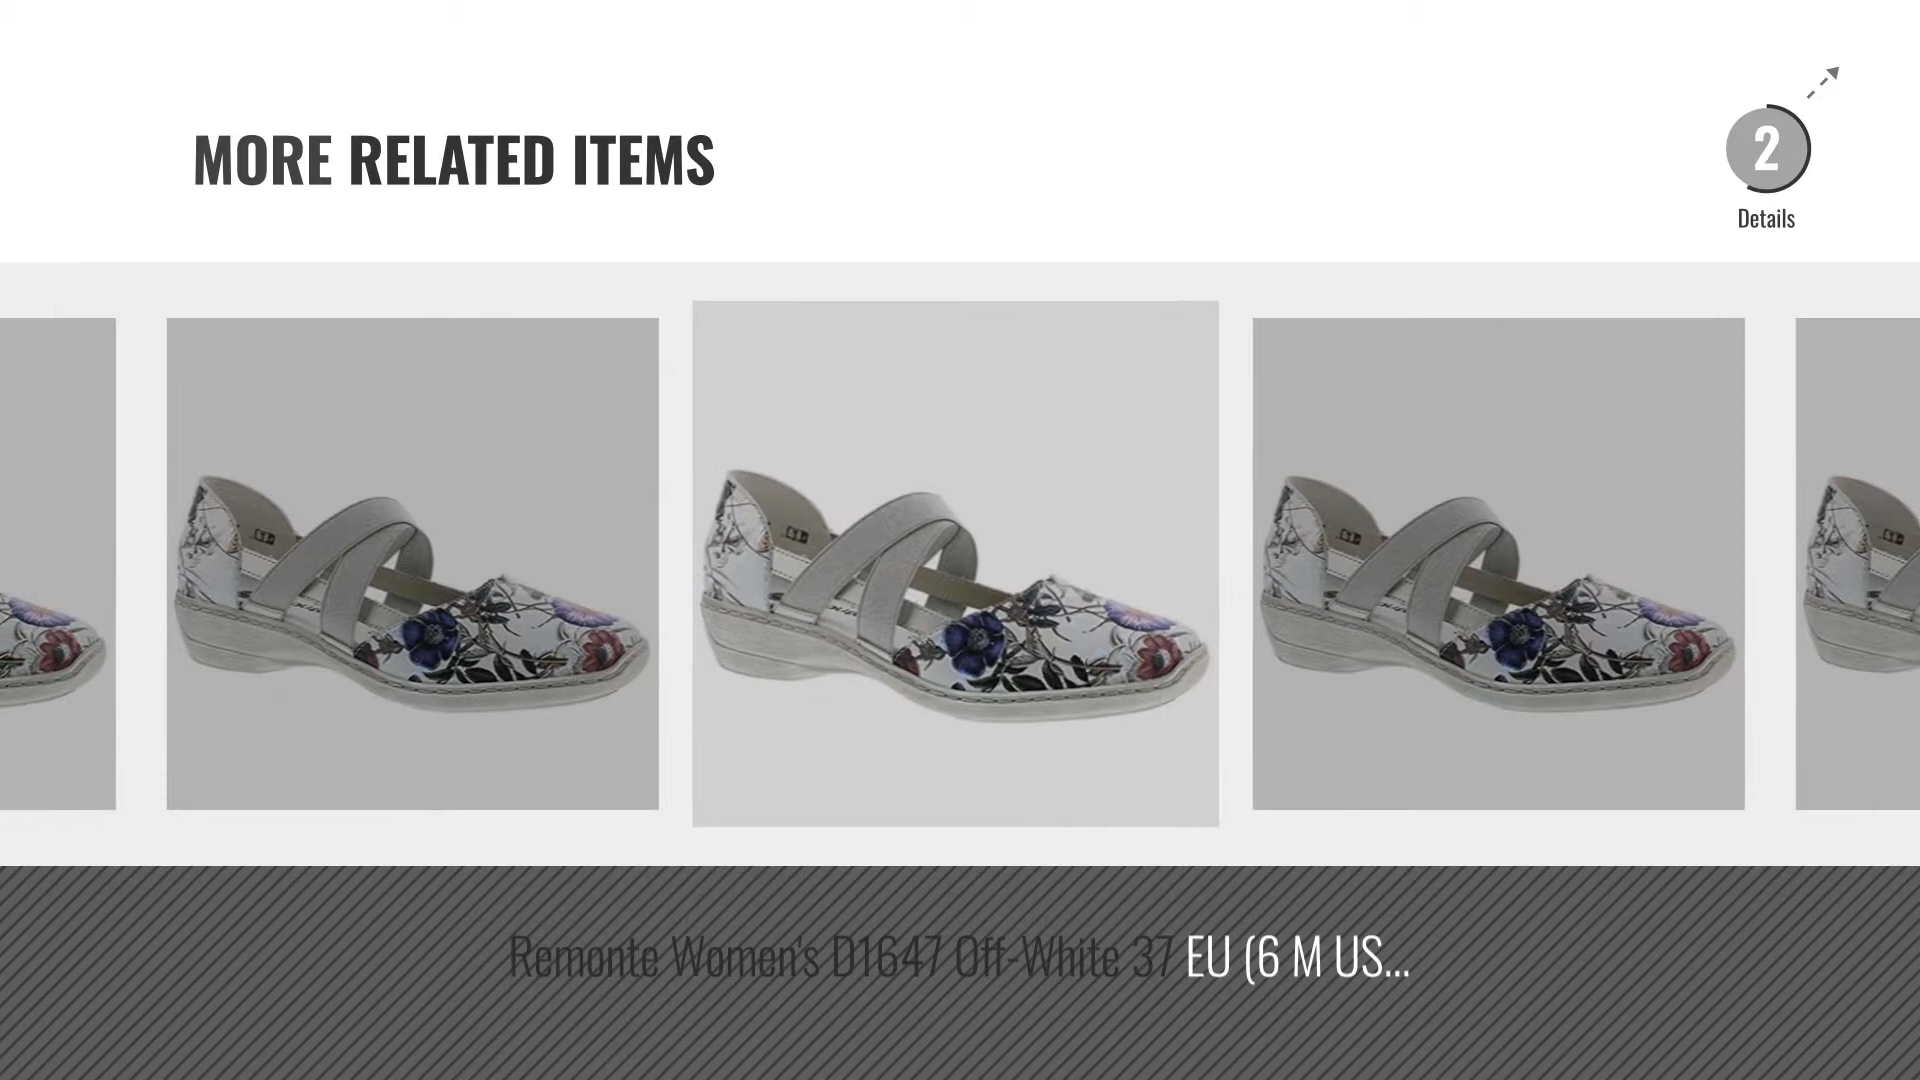 MORE RELATED ITEMS
2
Details
Remonte Women's D1647 Off-White 37 EU (6 M US...